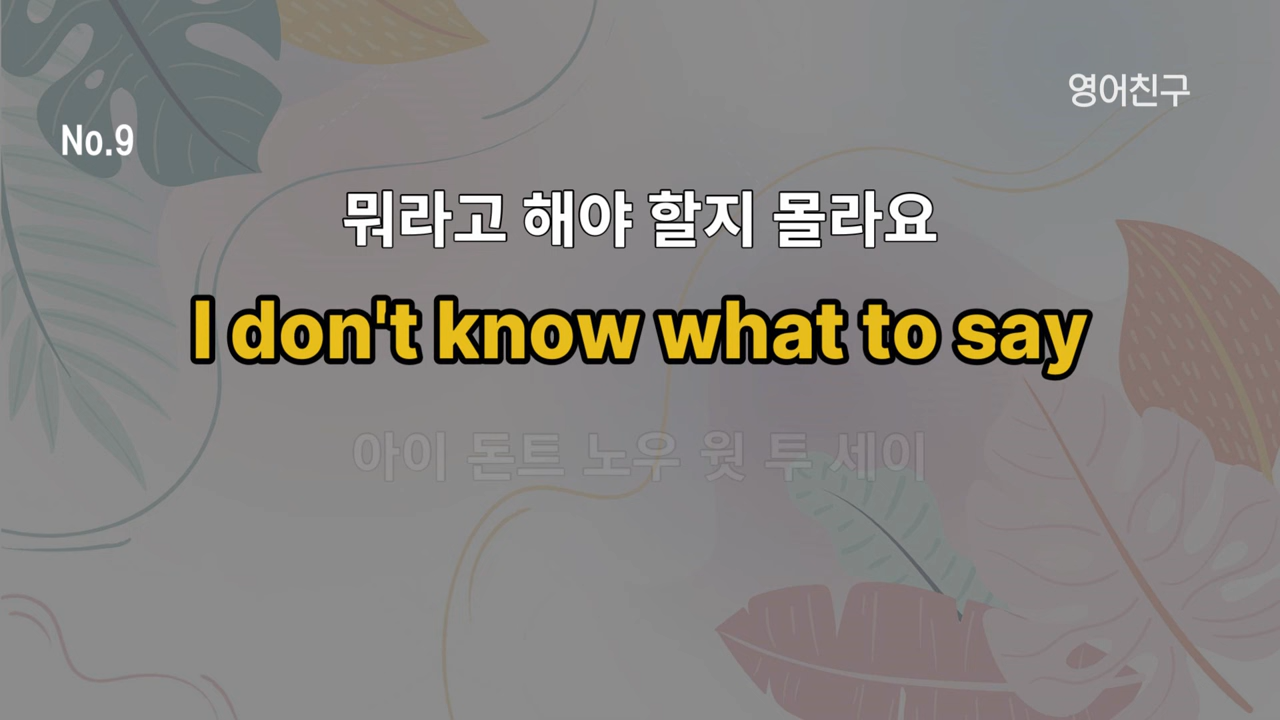 영어친구
No.9
뭐라고 해야 할지 몰라요
I don't know what to say
아이 돈트 노우 왓 투 세이